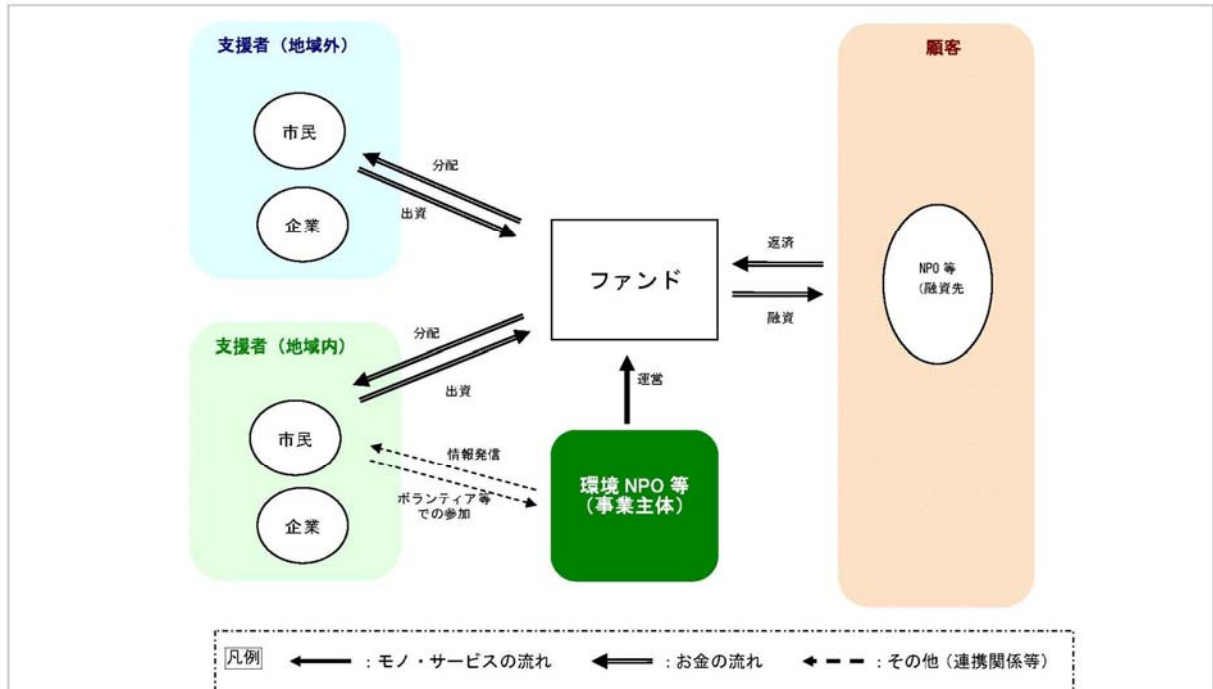 支援者（地域外）
市民
企業
分配
出資
顧客
ファンド
返済
融資
NPO 等
（融資先
支援者（地域内）
分配
出資
運営
市民
企業
情報発信
ボランティア等
での参加
環境 NPO 等
（事業主体）
凡例
：モノ・サービスの流れ
：お金の流れ
：その他（連携関係等）